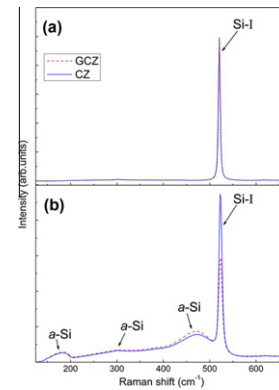 (a)
Si-I
GCZ
CZ
Intensity (arb.units)
(b)
Si-I
a-Si
a-Si
a-Si
200 300 400 500 600
Raman shift (cm⁻¹)